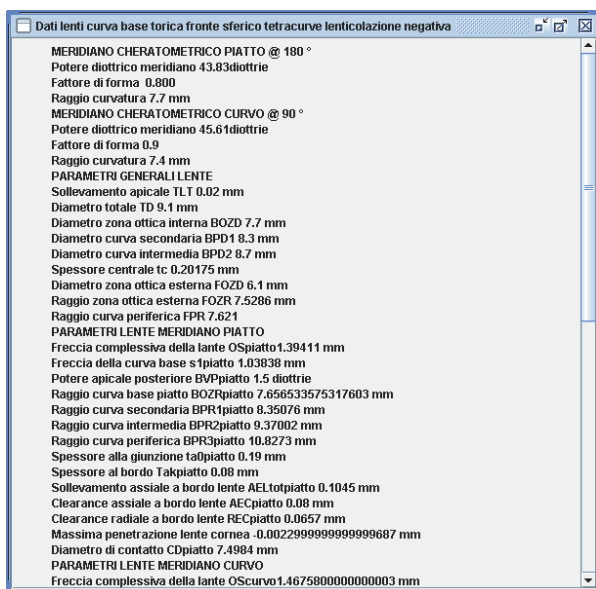 Dati lenti curva base torica fronte sferico tetracurve lenticolazione negativa
MERIDIANO CHERATOMETRICO PIATTO @ 180 °
Potere diottrico meridiano 43.83diottrie
Fattore di forma  0.800
Raggio curvatura 7.7 mm
MERIDIANO CHERATOMETRICO CURVO @ 90 °
Potere diottrico meridiano 45.61diottrie
Fattore di forma 0.9
Raggio curvatura 7.4 mm
PARAMETRI GENERALI LENTE
Sollevamento apicale TLT 0.02 mm
Diametro totale TD 9.1 mm
Diametro zona ottica interna BOZD 7.7 mm
Diametro curva secondaria BPD1 8.3 mm
Diametro curva intermedia BPD2 8.7 mm
Spessore centrale tc 0.20175 mm
Diametro zona ottica esterna FOZD 6.1 mm
Raggio zona ottica esterna FOZR 7.5286 mm
Raggio curva periferica FPR 7.621
PARAMETRI LENTE MERIDIANO PIATTO
Freccia complessiva della lante OSpiatto1.39411 mm
Freccia della curva base s1piatto 1.03838 mm
Potere apicale posteriore BVPpiatto 1.5 diottrie
Raggio curva base piatto BOZRpiatto 7.656533575317603 mm
Raggio curva secondaria BPR1piatto 8.35076 mm
Raggio curva intermedia BPR2piatto 9.37002 mm
Raggio curva periferica BPR3piatto 10.8273 mm
Spessore alla giunzione ta0piatto 0.19 mm
Spessore al bordo Takpiatto 0.08 mm
Sollevamento assiale a bordo lente AELtotpiatto 0.1045 mm
Clearance assiale a bordo lente AECpiatto 0.08 mm
Clearance radiale a bordo lente RECpiatto 0.0657 mm
Massima penetrazione lente cornea -0.0022999999999999687 mm
Diametro di contatto CDpiatto 7.4984 mm
PARAMETRI LENTE MERIDIANO CURVO
Freccia complessiva della lante OScurvo1.4675800000000003 mm